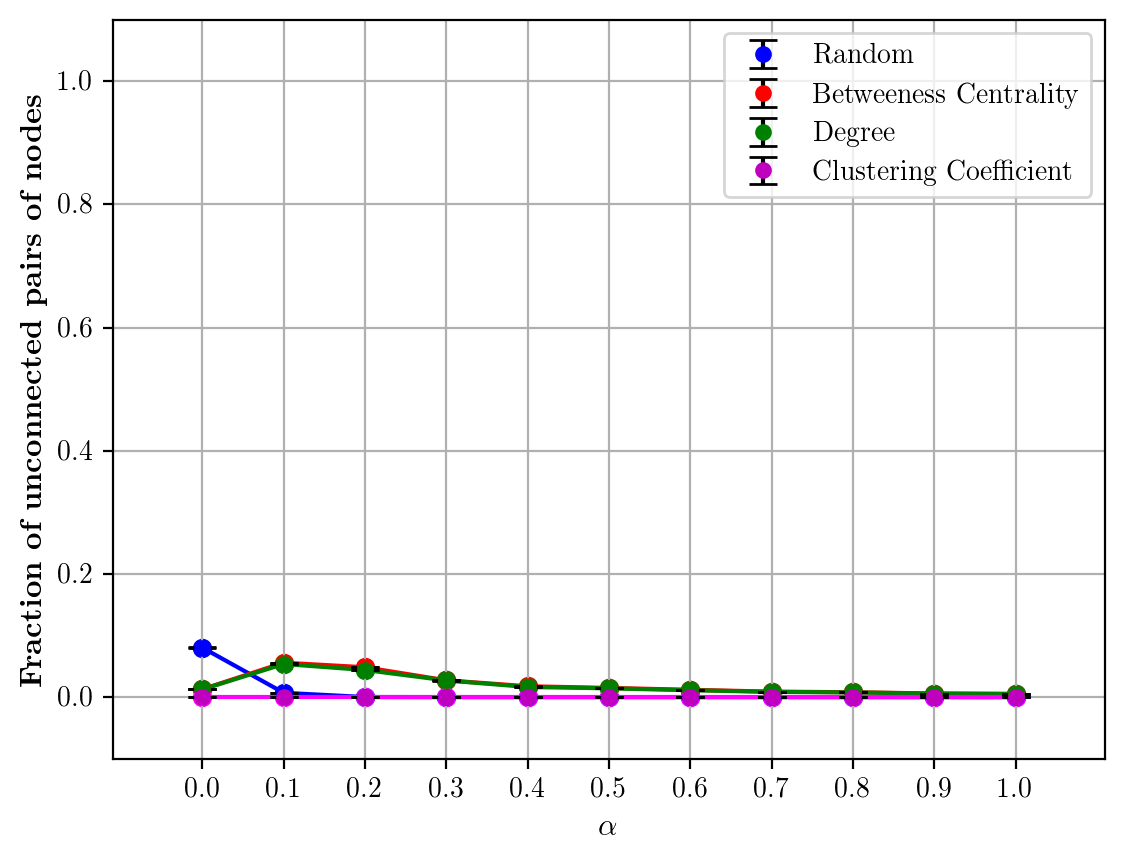 Fraction of unconnected pairs of nodes
1.0
0.8
0.6
0.4
0.2
0.0
Random
Betweeness Centrality
Degree
Clustering Coefficient
0.0 0.1 0.2 0.3 0.4 0.5 0.6 0.7 0.8 0.9 1.0
α